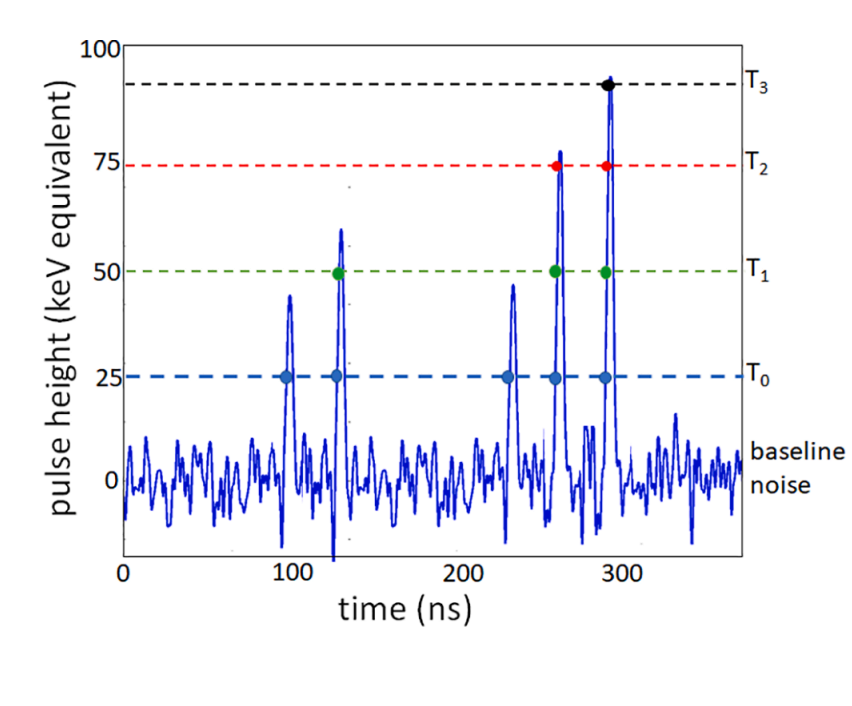 pulse height (keV equivalent)
100
75
50
25
0
T₃
T₂
T₁
T₀
baseline
noise
0 100 200 300
time (ns)